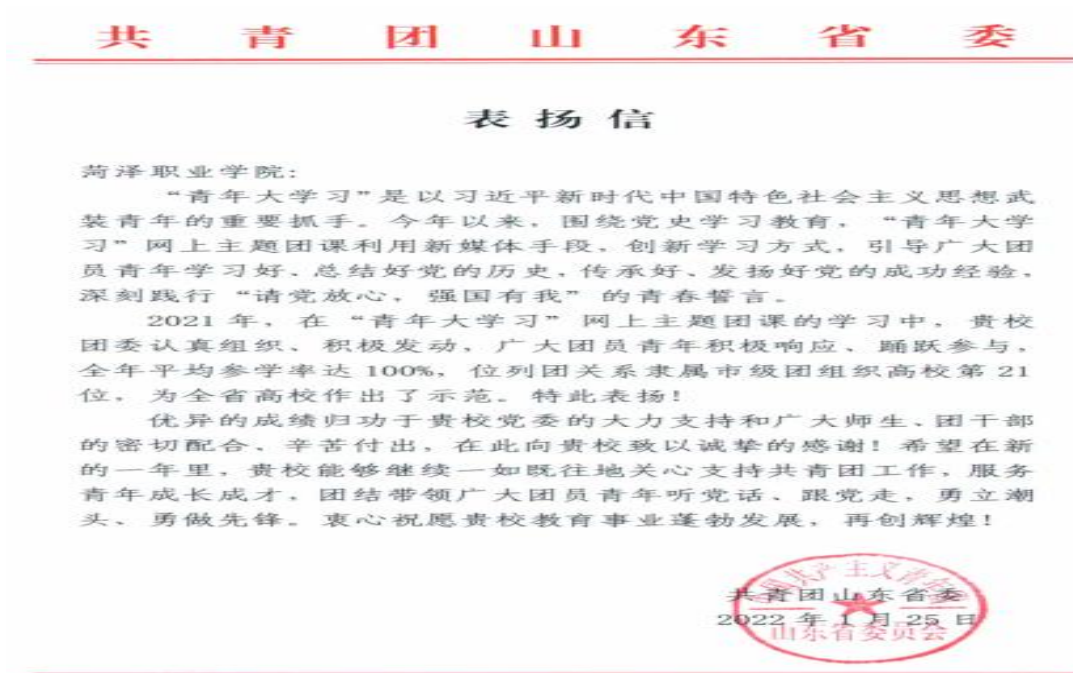 共青团山东省委
表扬信
菏泽职业学院：
“青年大学习”是以习近平新时代中国特色社会主义思想武
装青年的重要抓手。今年以来，围绕党史学习教育，“青年大学
习”网上主题团课利用新媒体手段，创新学习方式，引导广大团
员青年学习好、总结好党的历史，传承好、发扬好党的成功经验，
深刻践行“请党放心，强国有我”的青春誓言。
2021 年，在“青年大学习”网上主题团课的学习中，贵校
团委认真组织、积极发动，广大团员青年积极响应、踊跃参与，
全年平均参学率达 100%，位列团关系隶属市级团组织高校第 21
位，为全省高校作出了示范。特此表扬！
优异的成绩归功于贵校党委的大力支持和广大师生、团干部
的密切配合、辛苦付出，在此向贵校致以诚挚的感谢！希望在新
的一年里，贵校能够继续一如既往地关心支持共青团工作，服务
青年成长成才，团结带领广大团员青年听党话、跟党走，勇立潮
头、勇做先锋。衷心祝愿贵校教育事业蓬勃发展，再创辉煌！
共青团山东省委
2022 年 1 月 25 日
山东省委员会